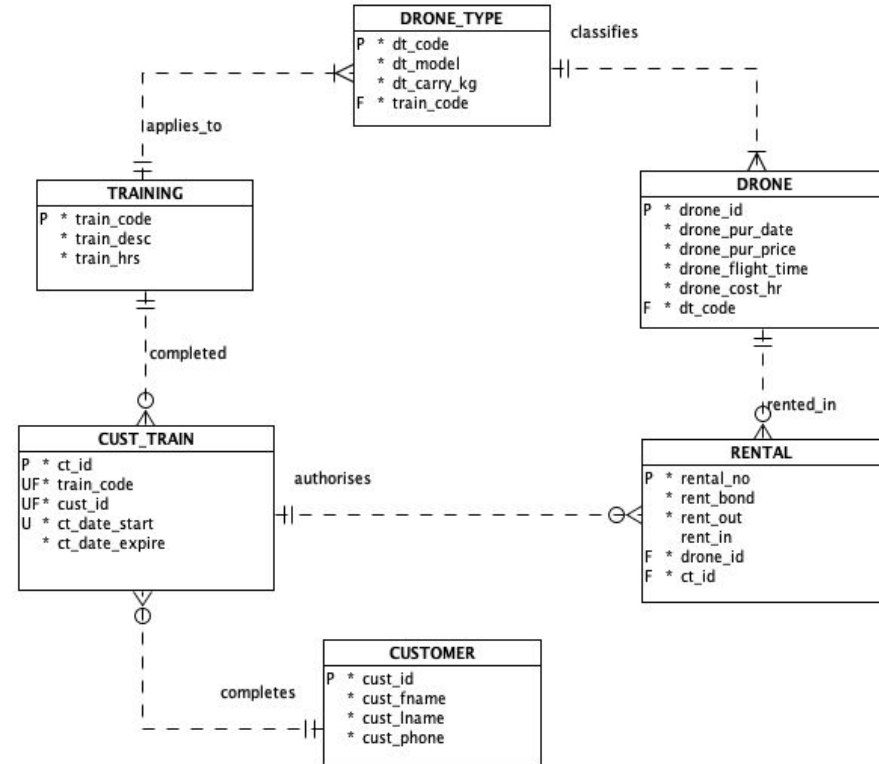 DRONE_TYPE
P * dt_code
* dt_model
* dt_carry_kg
F * train_code
classifies
applies_to
TRAINING
P * train_code
* train_desc
* train_hrs
DRONE
P * drone_id
* drone_pur_date
* drone_pur_price
* drone_flight_time
* drone_cost_hr
F * dt_code
completed
rented_in
CUST_TRAIN
P * ct_id
UF* train_code
UF* cust_id
U * ct_date_start
* ct_date_expire
authorises
RENTAL
P * rental_no
* rent_bond
* rent_out
rent_in
F * drone_id
F * ct_id
completes
CUSTOMER
P * cust_id
* cust_fname
* cust_lname
* cust_phone